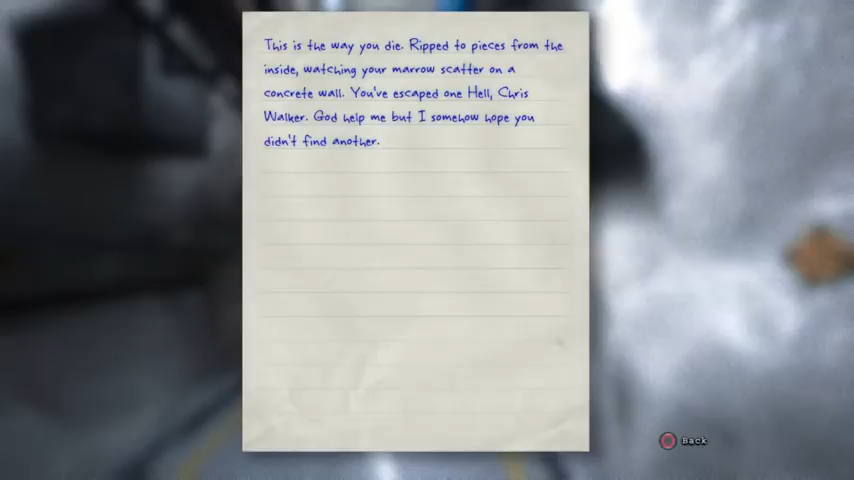 This is the way you die. Ripped to pieces from the
inside, watching your marrow scatter on a
concrete wall. You've escaped one Hell, Chris
Walker. God help me but I somehow hope you
didn't find another.
Back